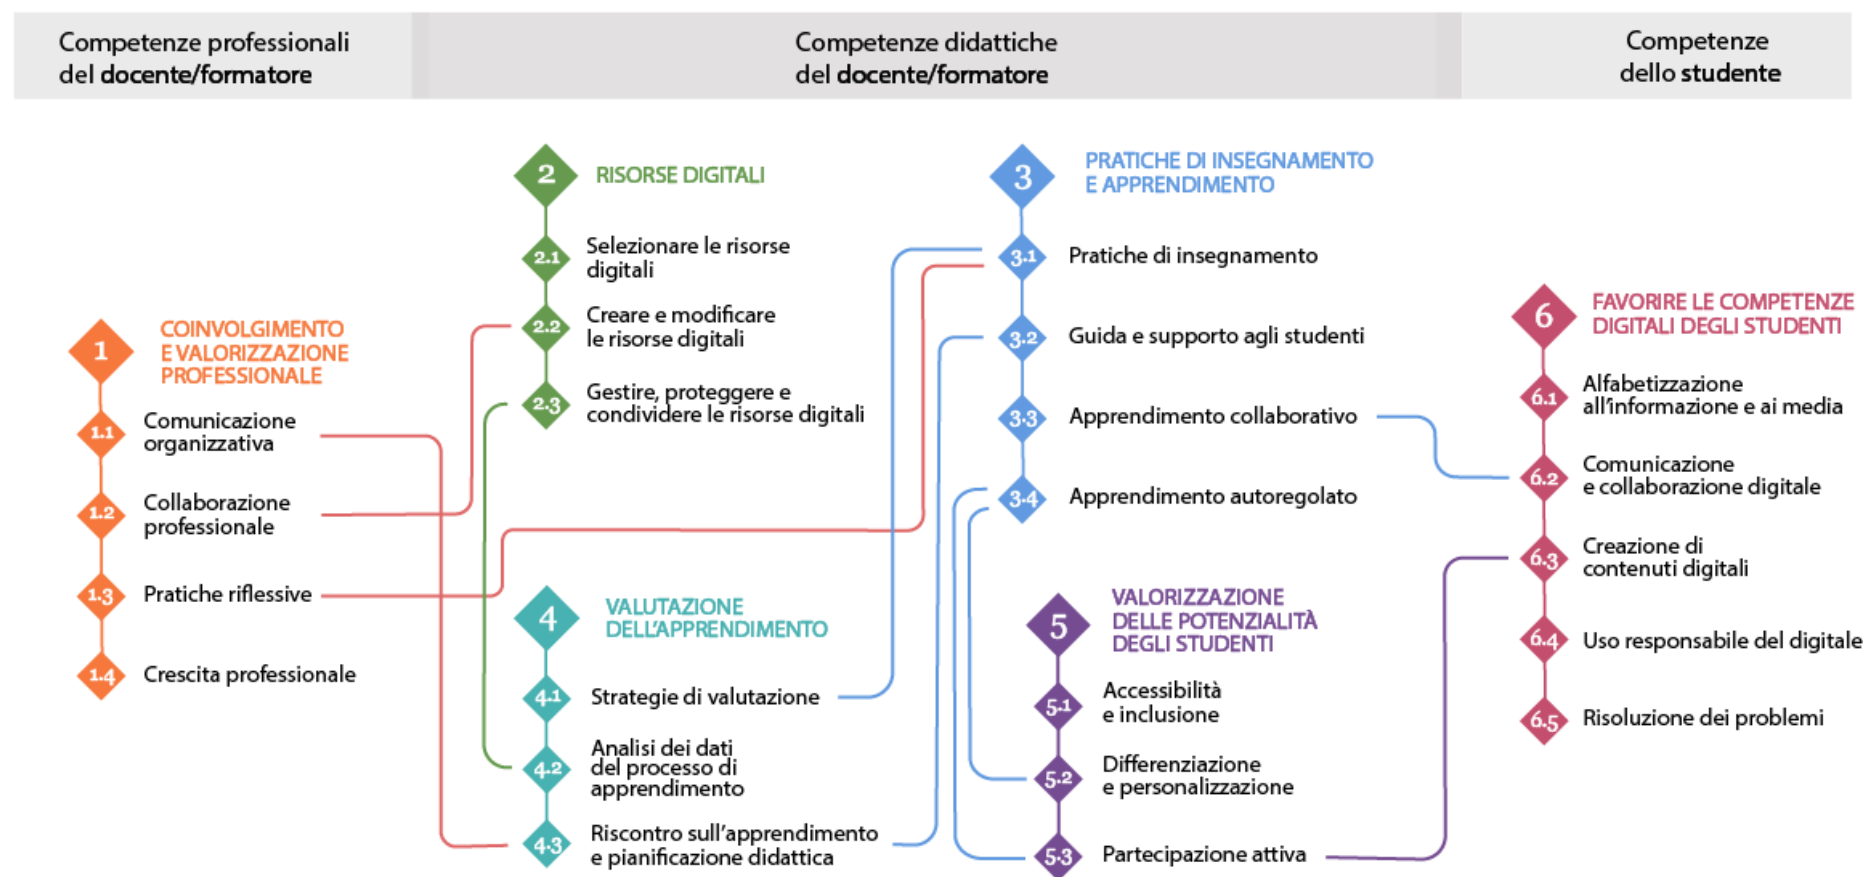 Competenze professionali
del docente/formatore
Competenze didattiche
del docente/formatore
Competenze
dello studente
1
COINVOLGIMENTO
E VALORIZZAZIONE
PROFESSIONALE
1.1
Comunicazione
organizzativa
1.2
Collaborazione
professionale
1.3
Pratiche riflessive
1.4
Crescita professionale
2
RISORSE DIGITALI
2.1
Selezionare le risorse
digitali
2.2
Creare e modificare
le risorse digitali
2.3
Gestire, proteggere e
condividere le risorse digitali
3
PRATICHE DI INSEGNAMENTO
E APPRENDIMENTO
3.1
Pratiche di insegnamento
3.2
Guida e supporto agli studenti
3.3
Apprendimento collaborativo
3.4
Apprendimento autoregolato
4
VALUTAZIONE
DELL'APPRENDIMENTO
4.1
Strategie di valutazione
4.2
Analisi dei dati
del processo di
apprendimento
4.3
Riscontro sull'apprendimento
e pianificazione didattica
5
VALORIZZAZIONE
DELLE POTENZIALITÀ
DEGLI STUDENTI
5.1
Accessibilità
e inclusione
5.2
Differenziazione
e personalizzazione
5.3
Partecipazione attiva
6
FAVORIRE LE COMPETENZE
DIGITALI DEGLI STUDENTI
6.1
Alfabetizzazione
all'informazione e ai media
6.2
Comunicazione
e collaborazione digitale
6.3
Creazione di
contenuti digitali
6.4
Uso responsabile del digitale
6.5
Risoluzione dei problemi